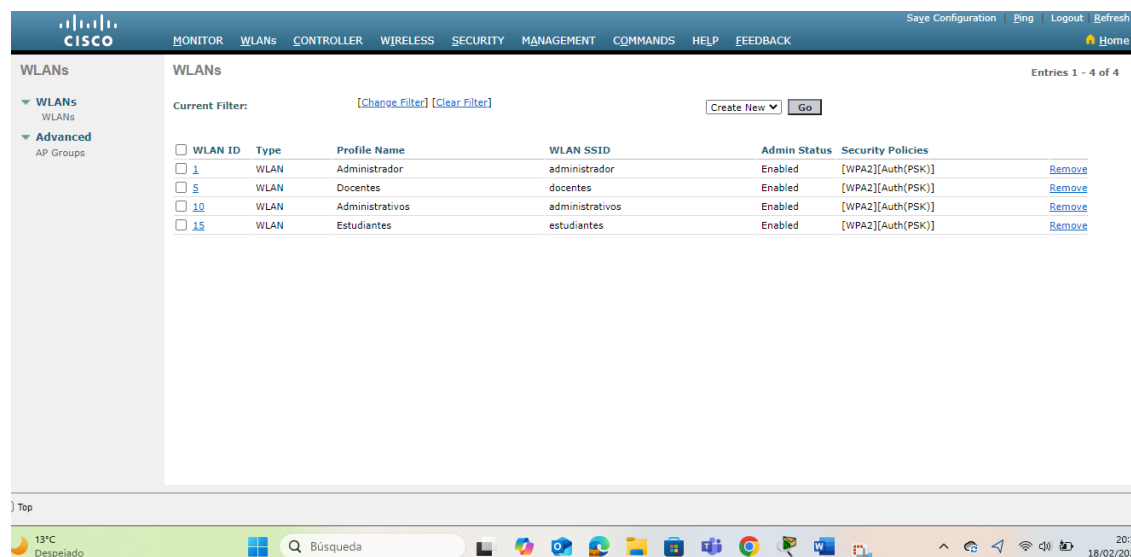 Save Configuration Ping Logout Refresh
CISCO MONITOR WLANs CONTROLLER WIRELESS SECURITY MANAGEMENT COMMANDS HELP FEEDBACK Home
WLANs WLANs Entries 1 - 4 of 4
WLANs
WLANs
Advanced
AP Groups
Current Filter: [Change Filter] [Clear Filter] Create New Go
WLAN ID Type Profile Name WLAN SSID Admin Status Security Policies
1 WLAN Administrador administrador Enabled [WPA2][Auth(PSK)] Remove
5 WLAN Docentes docentes Enabled [WPA2][Auth(PSK)] Remove
10 WLAN Administrativos administrativos Enabled [WPA2][Auth(PSK)] Remove
15 WLAN Estudiantes estudiantes Enabled [WPA2][Auth(PSK)] Remove
Top
13°C
Despejado
Búsqueda
20:
18/02/20